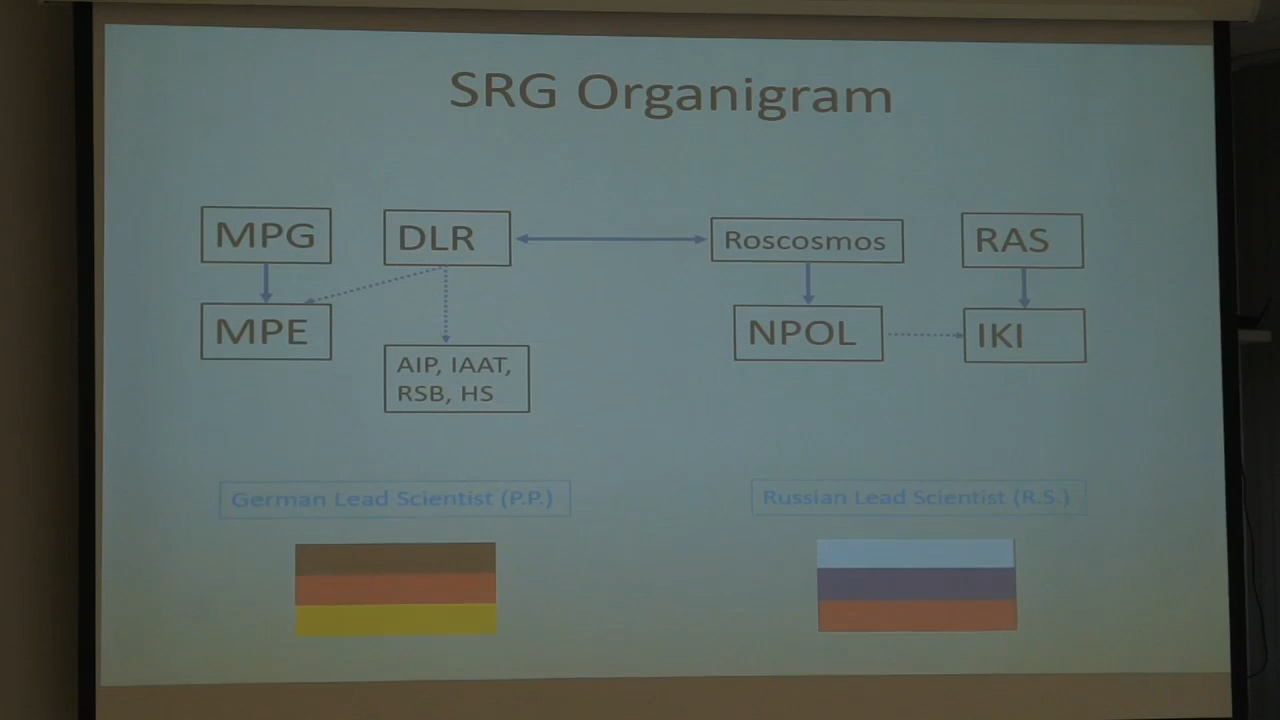 SRG Organigram
MPG
DLR
Roscosmos
RAS
MPE
NPOL
IKI
AIP, IAAT,
RSB, HS
German Lead Scientist (P.P.)
Russian Lead Scientist (R.S.)